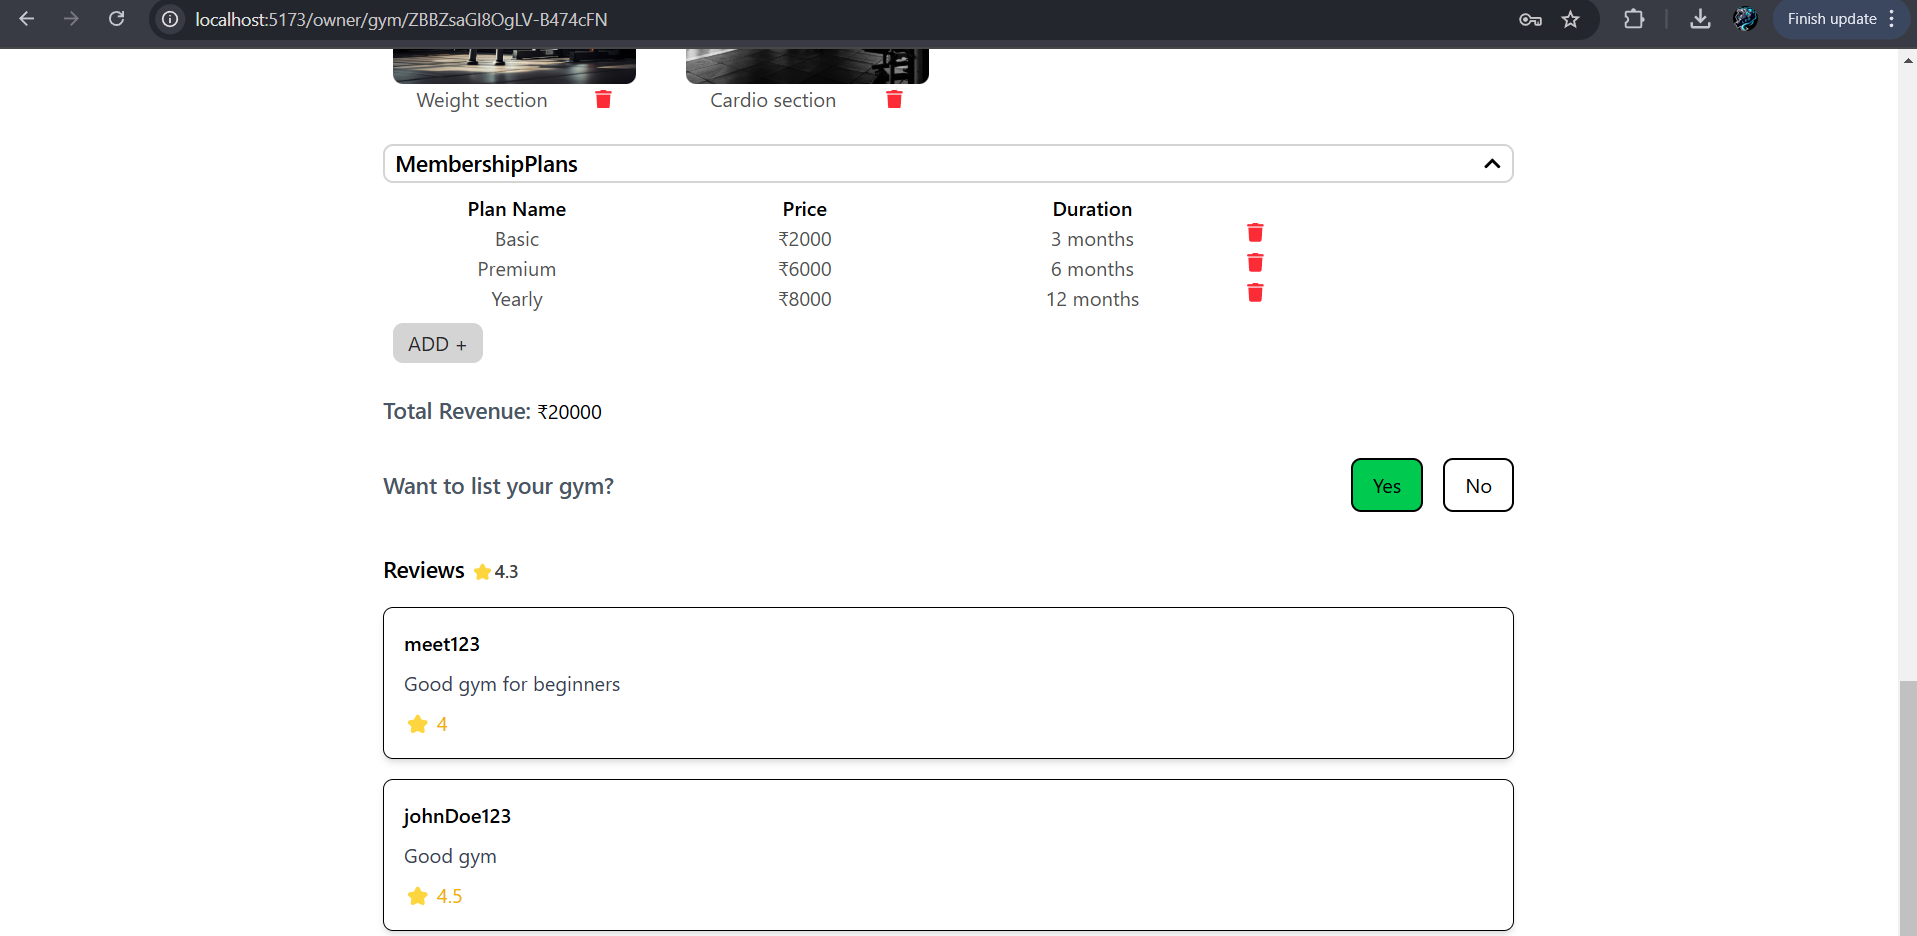 localhost:5173/owner/gym/ZBBZsaGI8OgLV-B474cFN
Finish update
Weight section
Cardio section
MembershipPlans
Plan Name Price Duration
Basic ₹2000 3 months
Premium ₹6000 6 months
Yearly ₹8000 12 months
ADD +
Total Revenue: ₹20000
Want to list your gym? Yes No
Reviews 4.3
meet123
Good gym for beginners
4
johnDoe123
Good gym
4.5